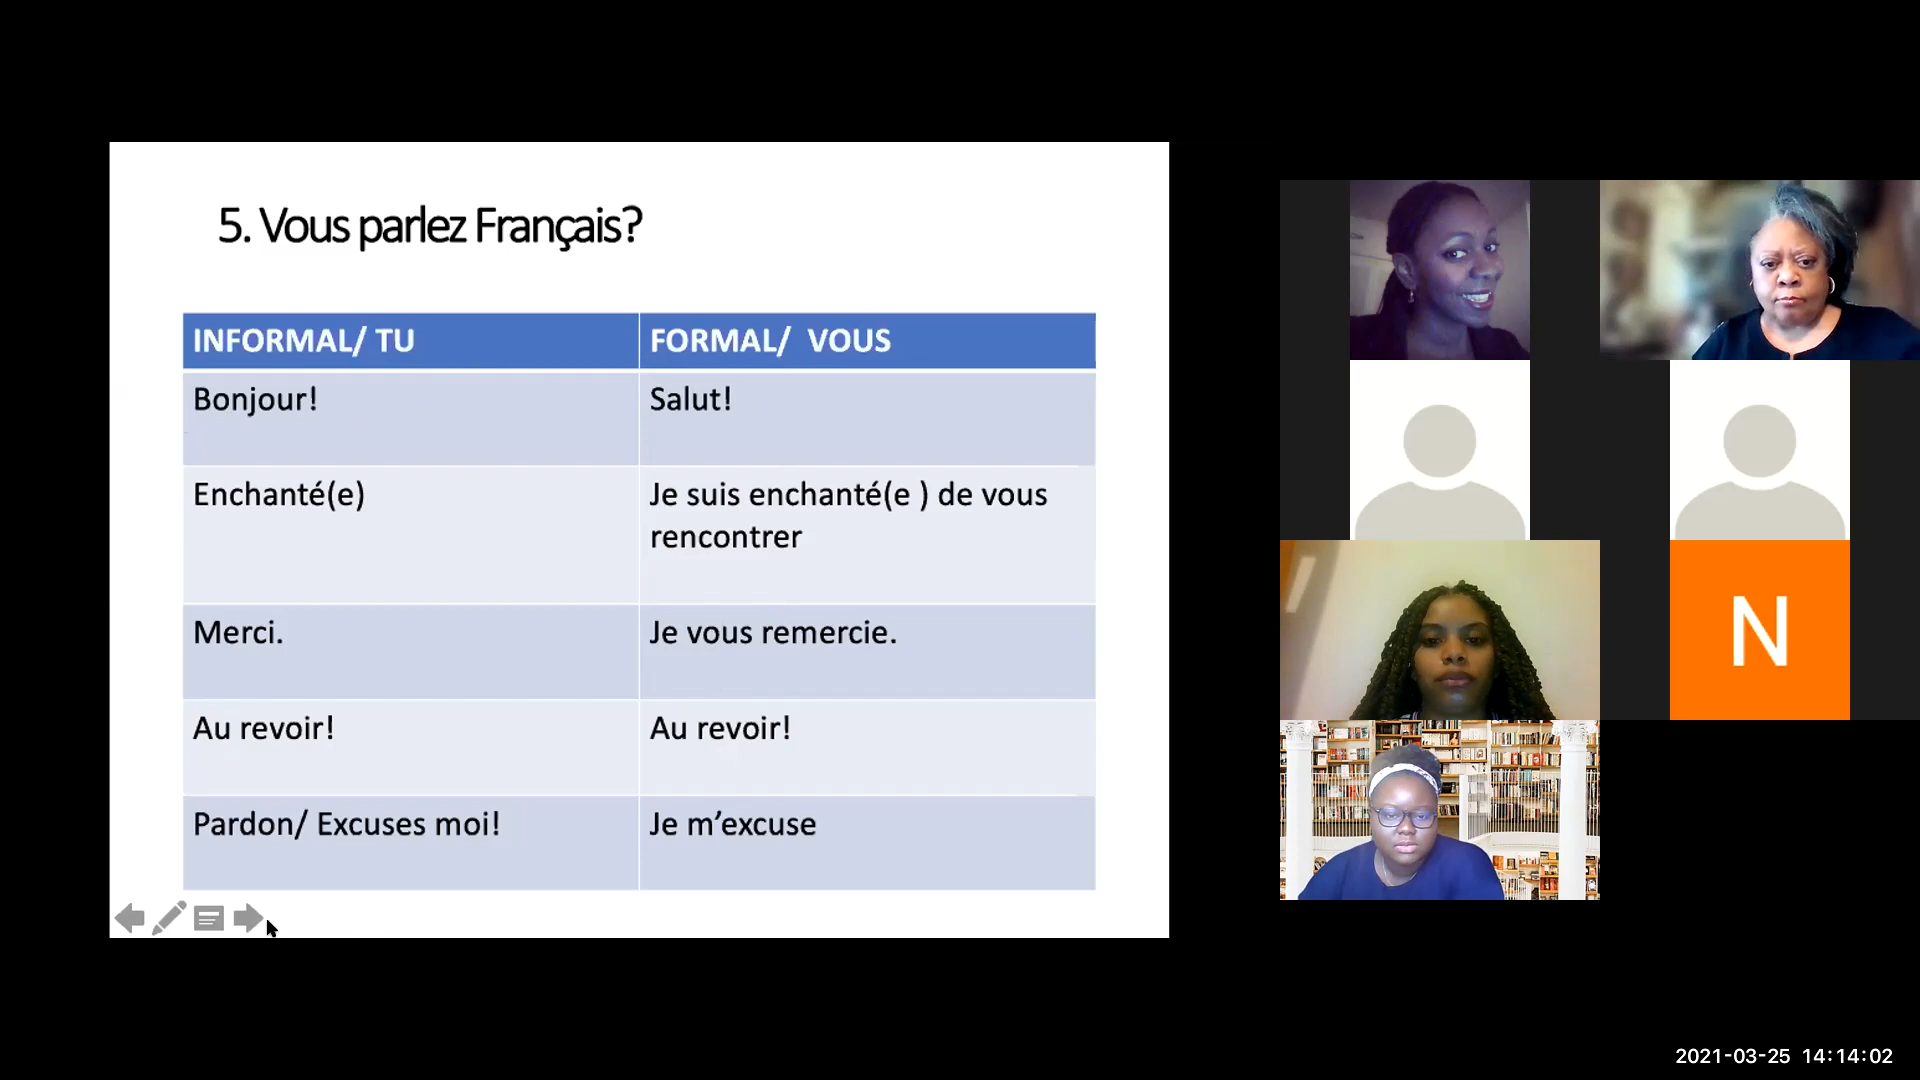 5. Vous parlez Français?
INFORMAL/ TU
FORMAL/ VOUS
Bonjour!
Salut!
Enchanté(e)
Je suis enchanté(e ) de vous
rencontrer
Merci.
Je vous remercie.
Au revoir!
Au revoir!
Pardon/ Excuses moi!
Je m’excuse
N
2021-03-25 14:14:02